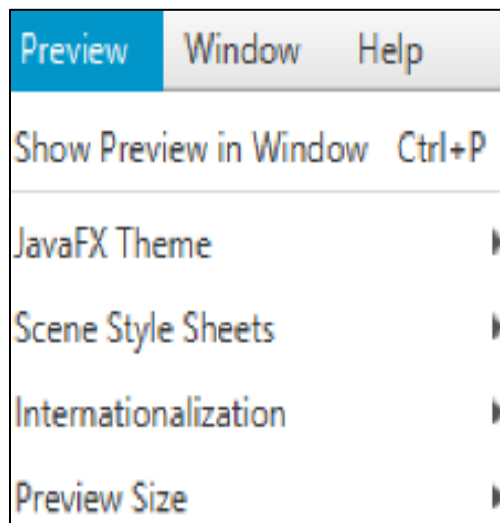 Preview Window Help
Show Preview in Window Ctrl+P
JavaFX Theme
Scene Style Sheets
Internationalization
Preview Size